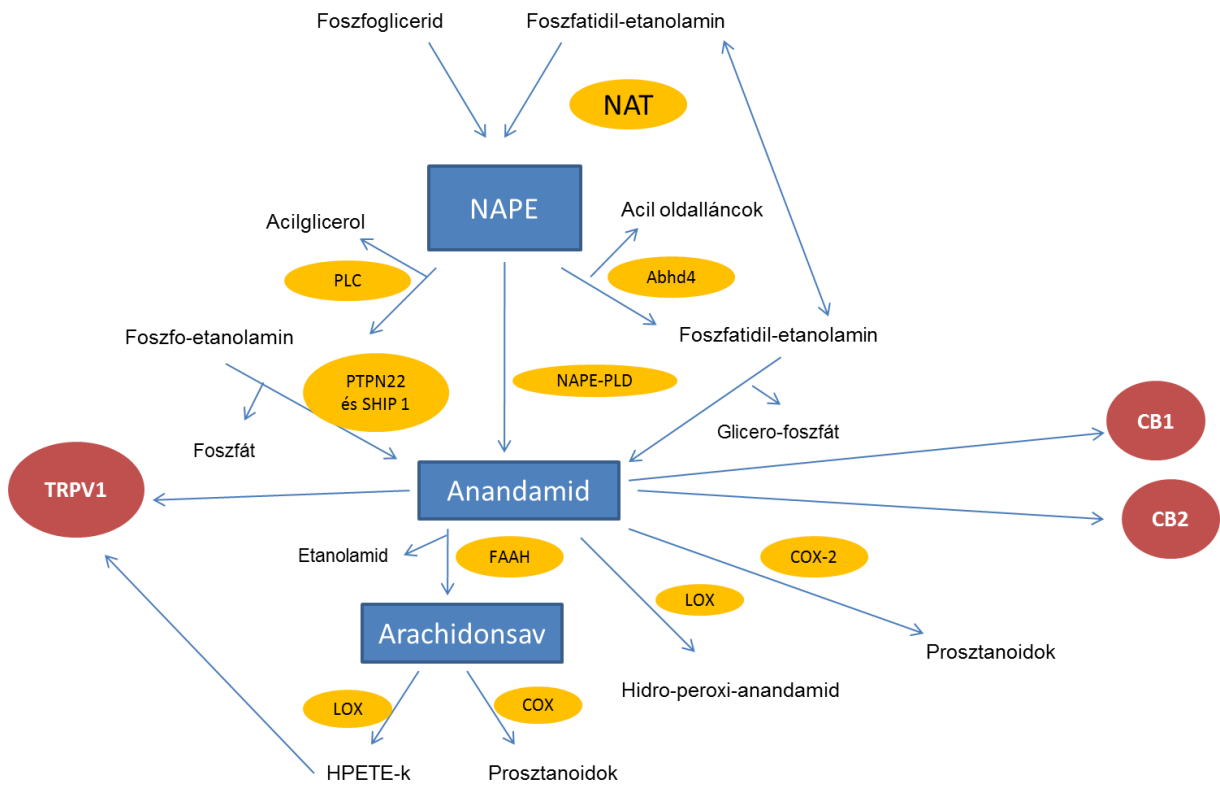 Foszfoglicerid
Foszfatidil-etanolamin
NAT
NAPE
Acilglicerol
Acil oldalláncok
PLC
Abhd4
Foszfo-etanolamin
Foszfatidil-etanolamin
PTPN22
és SHIP 1
NAPE-PLD
Foszfát
Glicero-foszfát
CB1
TRPV1
Anandamid
CB2
Etanolamid
FAAH
COX-2
LOX
Arachidonsav
Prosztanoidok
Hidro-peroxi-anandamid
LOX
COX
HPETE-k
Prosztanoidok